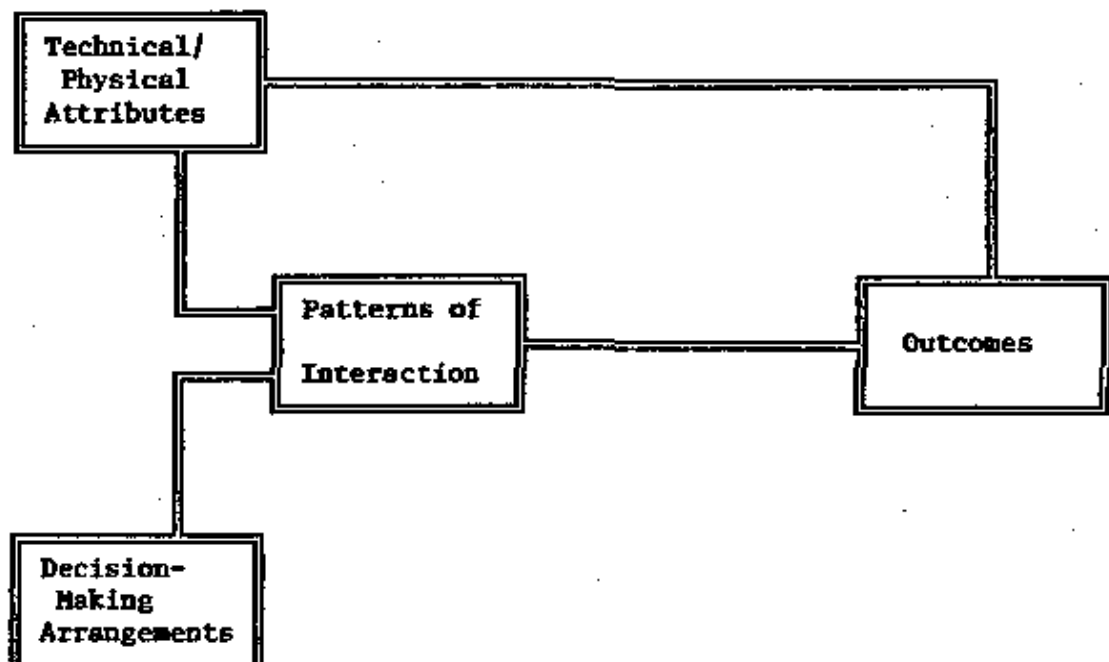 Technical/
Physical
Attributes
Patterns of
Interaction
Outcomes
Decision-
Making
Arrangements